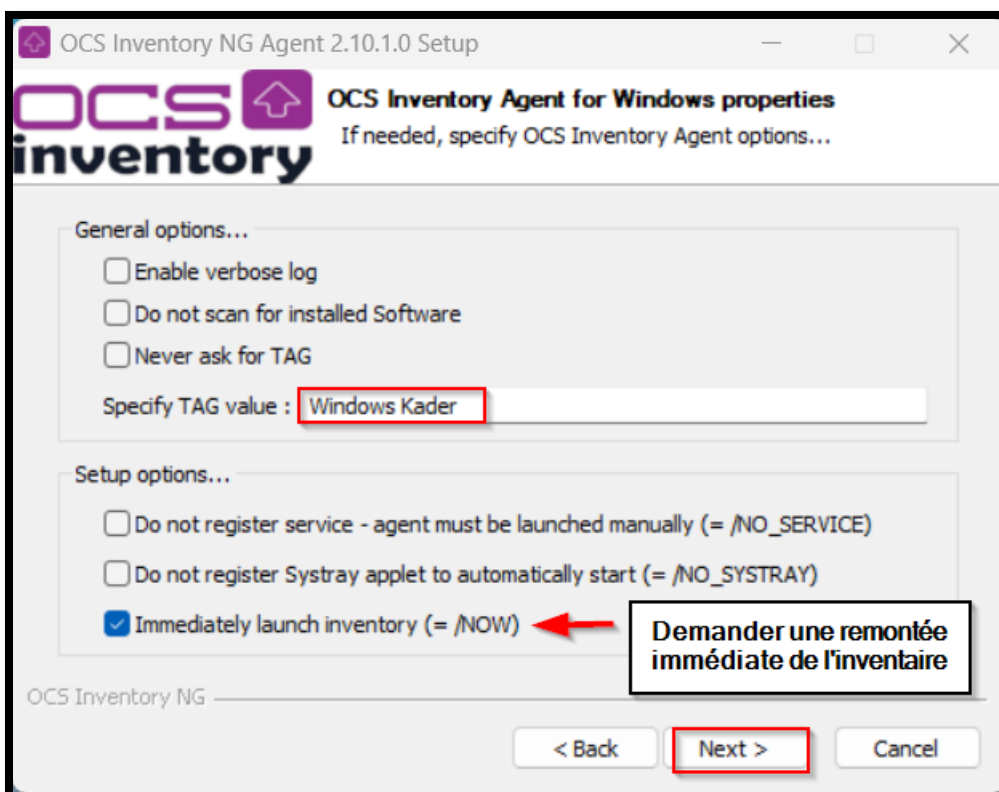 OCS Inventory NG Agent 2.10.1.0 Setup
OCS
inventory
OCS Inventory Agent for Windows properties
If needed, specify OCS Inventory Agent options...
General options...
Enable verbose log
Do not scan for installed Software
Never ask for TAG
Specify TAG value : Windows Kader
Setup options...
Do not register service - agent must be launched manually (= /NO_SERVICE)
Do not register Systray applet to automatically start (= /NO_SYSTRAY)
Immediately launch inventory (= /NOW)
Demander une remontée
immédiate de l'inventaire
OCS Inventory NG
< Back Next > Cancel